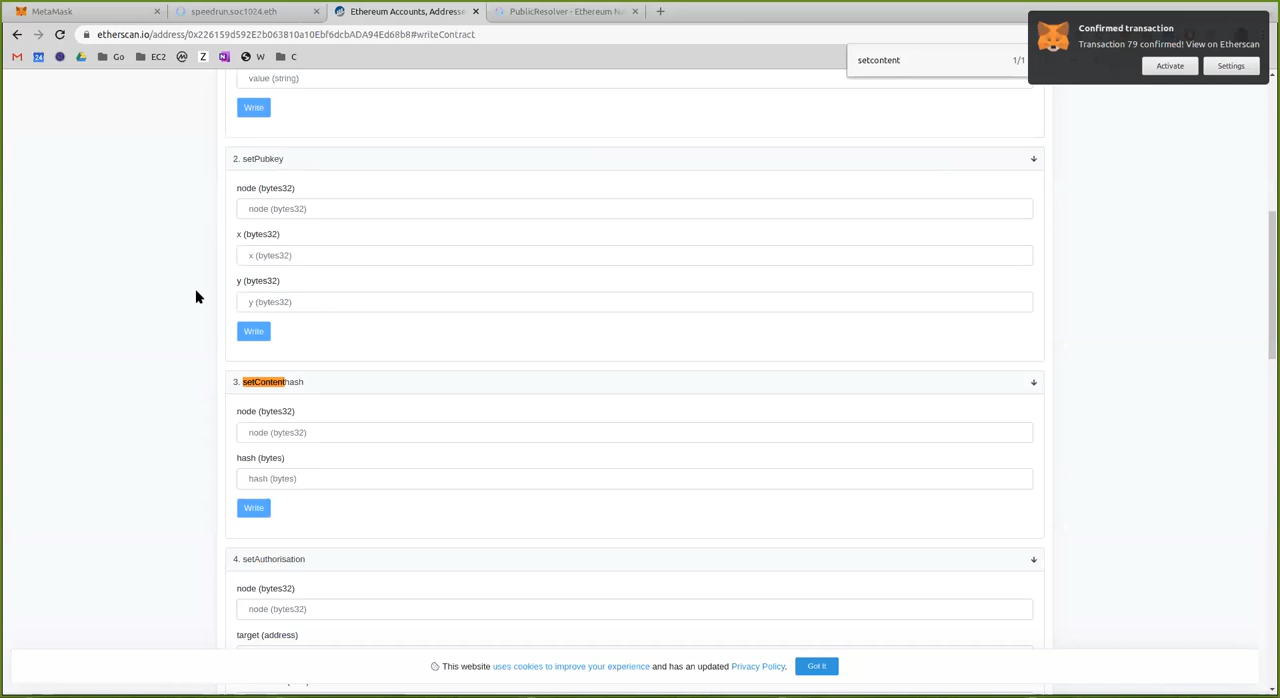 MetaMask
speedrun.soc1024.eth
Ethereum Accounts, Addresse
PublicResolver - Ethereum Na
etherscan.io/address/0x226159d592E2b063810a10Ebf6dcbADA94Ed68b8#writeContract
24
Go
EC2
Z
N
W
C
setcontent
1/1
Confirmed transaction
Transaction 79 confirmed! View on Etherscan
Activate
Settings
value (string)
Write
2. setPubkey
node (bytes32)
node (bytes32)
x (bytes32)
x (bytes32)
y (bytes32)
y (bytes32)
Write
3. setContenthash
node (bytes32)
node (bytes32)
hash (bytes)
hash (bytes)
Write
4. setAuthorisation
node (bytes32)
node (bytes32)
target (address)
This website uses cookies to improve your experience and has an updated Privacy Policy.
Got It